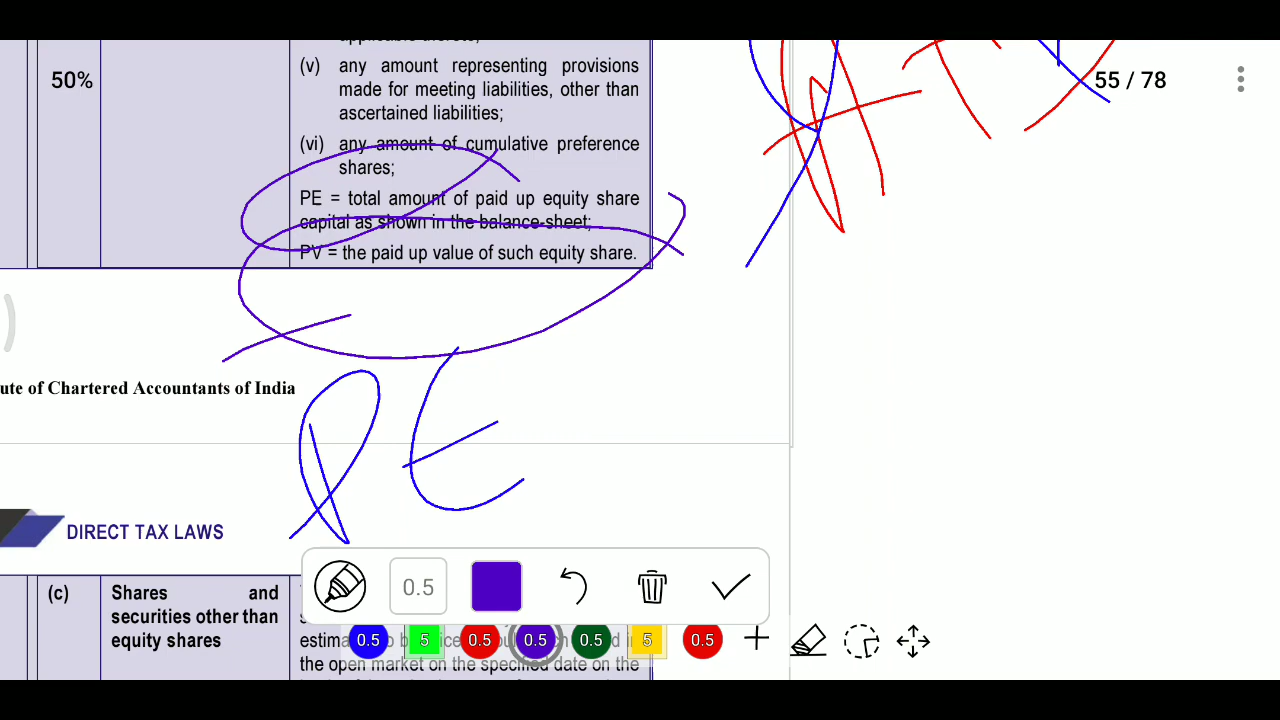 55 / 78
50%
(v) any amount representing provisions
made for meeting liabilities, other than
ascertained liabilities;
(vi) any amount of cumulative preference
shares;
PE = total amount of paid up equity share
capital as shown in the balance-sheet;
PV = the paid up value of such equity share.
ute of Chartered Accountants of India
PE
DIRECT TAX LAWS
(c) Shares and
securities other than
equity shares
the open market on the specified date on the
0.5
0.5 5 0.5 0.5 0.5 5 0.5